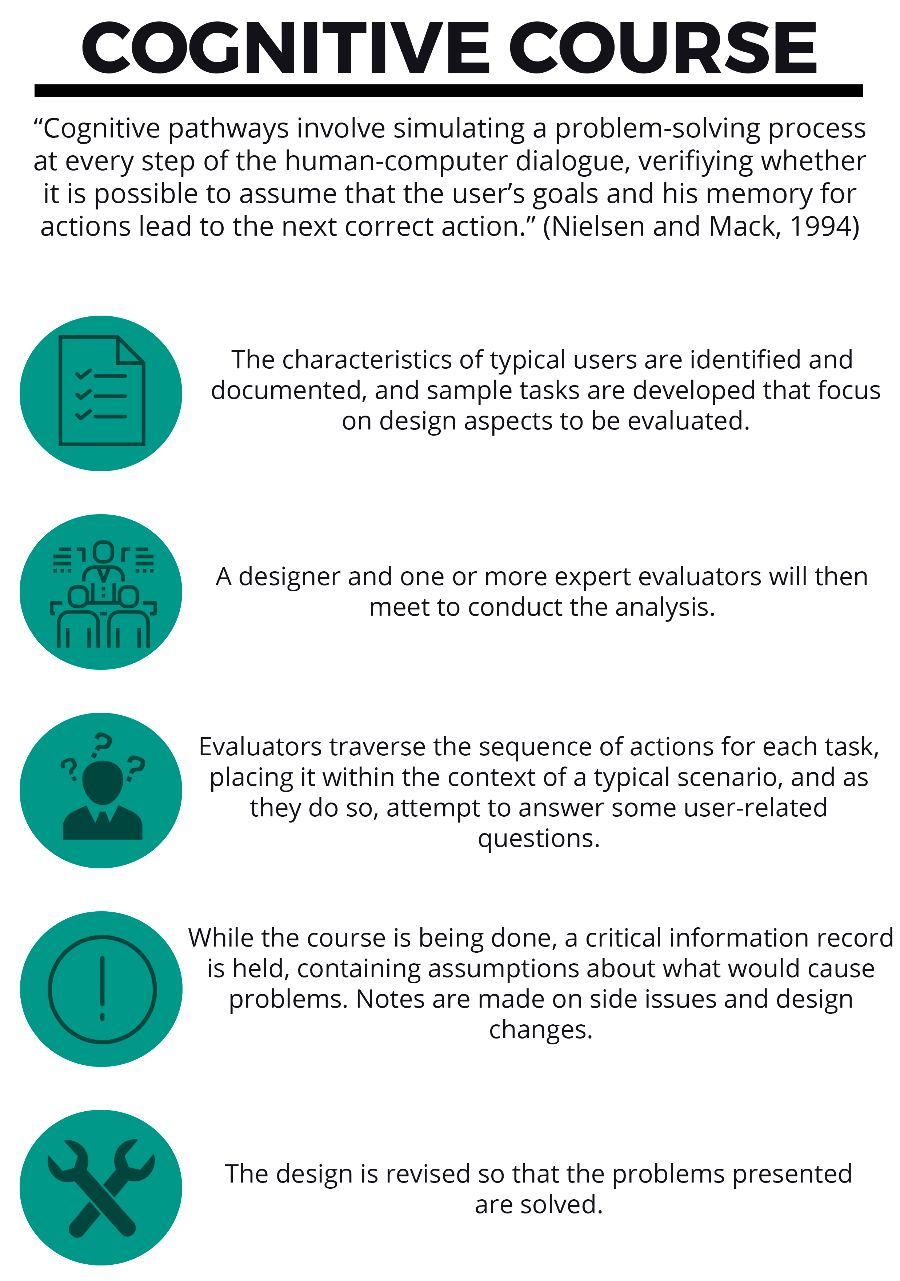 COGNITIVE COURSE
“Cognitive pathways involve simulating a problem-solving process
at every step of the human-computer dialogue, verifiying whether
it is possible to assume that the user’s goals and his memory for
actions lead to the next correct action.” (Nielsen and Mack, 1994)
The characteristics of typical users are identified and
documented, and sample tasks are developed that focus
on design aspects to be evaluated.
A designer and one or more expert evaluators will then
meet to conduct the analysis.
Evaluators traverse the sequence of actions for each task,
placing it within the context of a typical scenario, and as
they do so, attempt to answer some user-related
questions.
While the course is being done, a critical information record
is held, containing assumptions about what would cause
problems. Notes are made on side issues and design
changes.
The design is revised so that the problems presented
are solved.